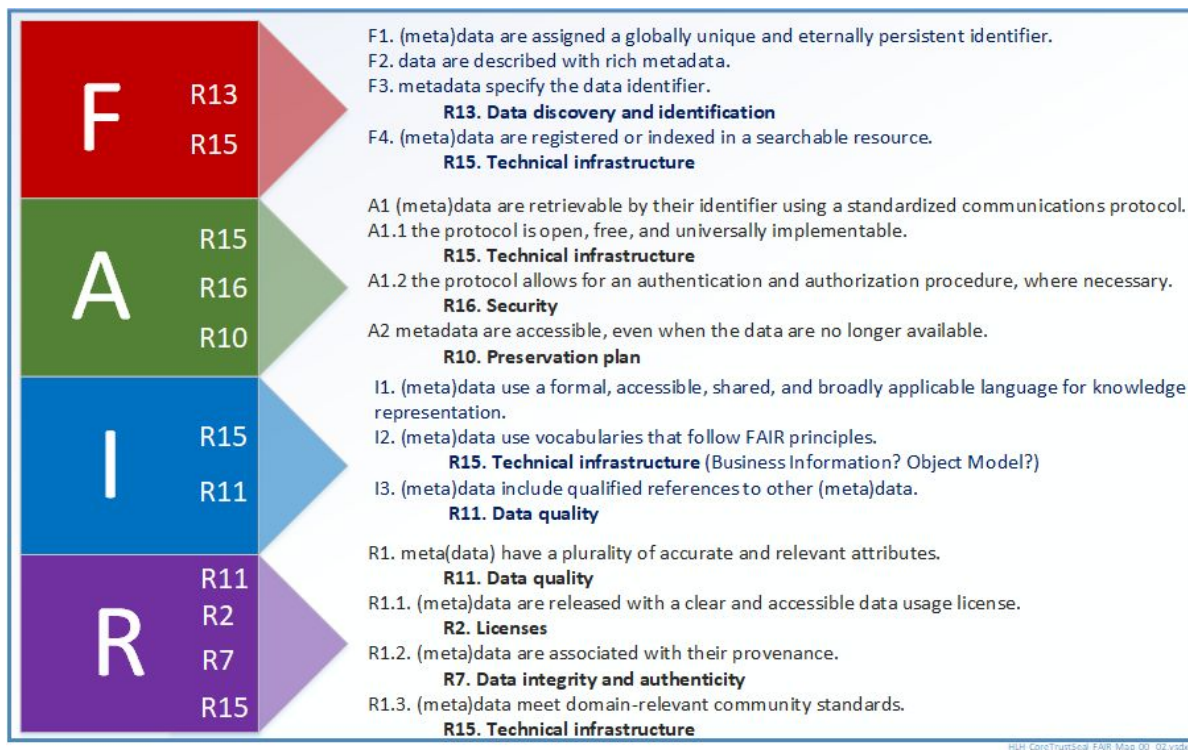 F
R13
R15
F1. (meta)data are assigned a globally unique and eternally persistent identifier.
F2. data are described with rich metadata.
F3. metadata specify the data identifier.
R13. Data discovery and identification
F4. (meta)data are registered or indexed in a searchable resource.
R15. Technical infrastructure
A
R15
R16
R10
A1 (meta)data are retrievable by their identifier using a standardized communications protocol.
A1.1 the protocol is open, free, and universally implementable.
R15. Technical infrastructure
A1.2 the protocol allows for an authentication and authorization procedure, where necessary.
R16. Security
A2 metadata are accessible, even when the data are no longer available.
R10. Preservation plan
I
R15
R11
I1. (meta)data use a formal, accessible, shared, and broadly applicable language for knowledge
representation.
I2. (meta)data use vocabularies that follow FAIR principles.
R15. Technical infrastructure (Business Information? Object Model?)
I3. (meta)data include qualified references to other (meta)data.
R11. Data quality
R
R11
R2
R7
R15
R1. meta(data) have a plurality of accurate and relevant attributes.
R11. Data quality
R1.1. (meta)data are released with a clear and accessible data usage license.
R2. Licenses
R1.2. (meta)data are associated with their provenance.
R7. Data integrity and authenticity
R1.3. (meta)data meet domain-relevant community standards.
R15. Technical infrastructure
HLH CoreTrustSeal FAIR Map 00_02.vsdx